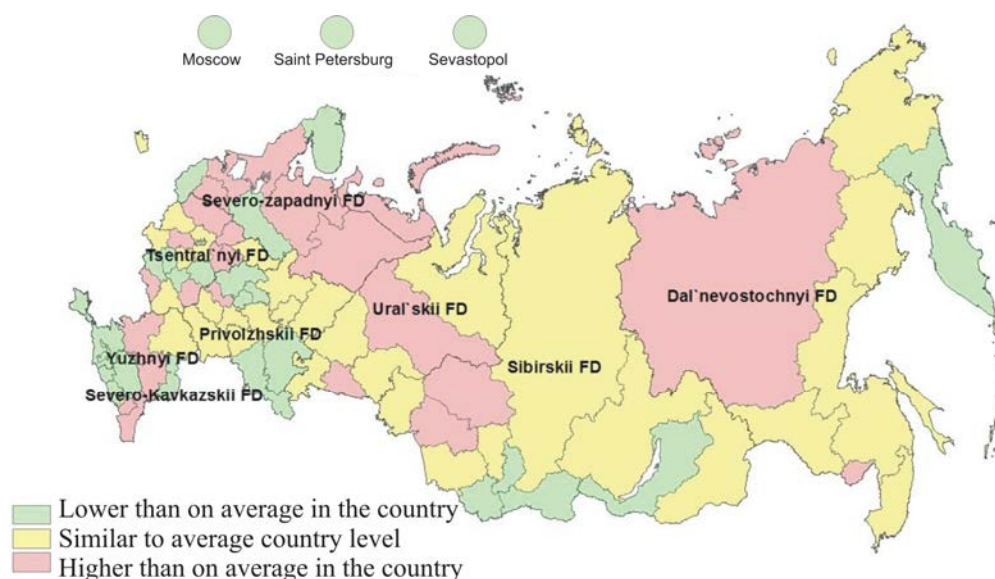 Moscow Saint Petersburg Sevastopol
Severo-zapadnyi FD
Tsentral`nyi FD
Dal`nevostochnyi FD
Ural`skii FD
Privolzhskii FD
Yuzhnyi FD
Sibirskii FD
Severo-Kavkazskii FD
Lower than on average in the country
Similar to average country level
Higher than on average in the country